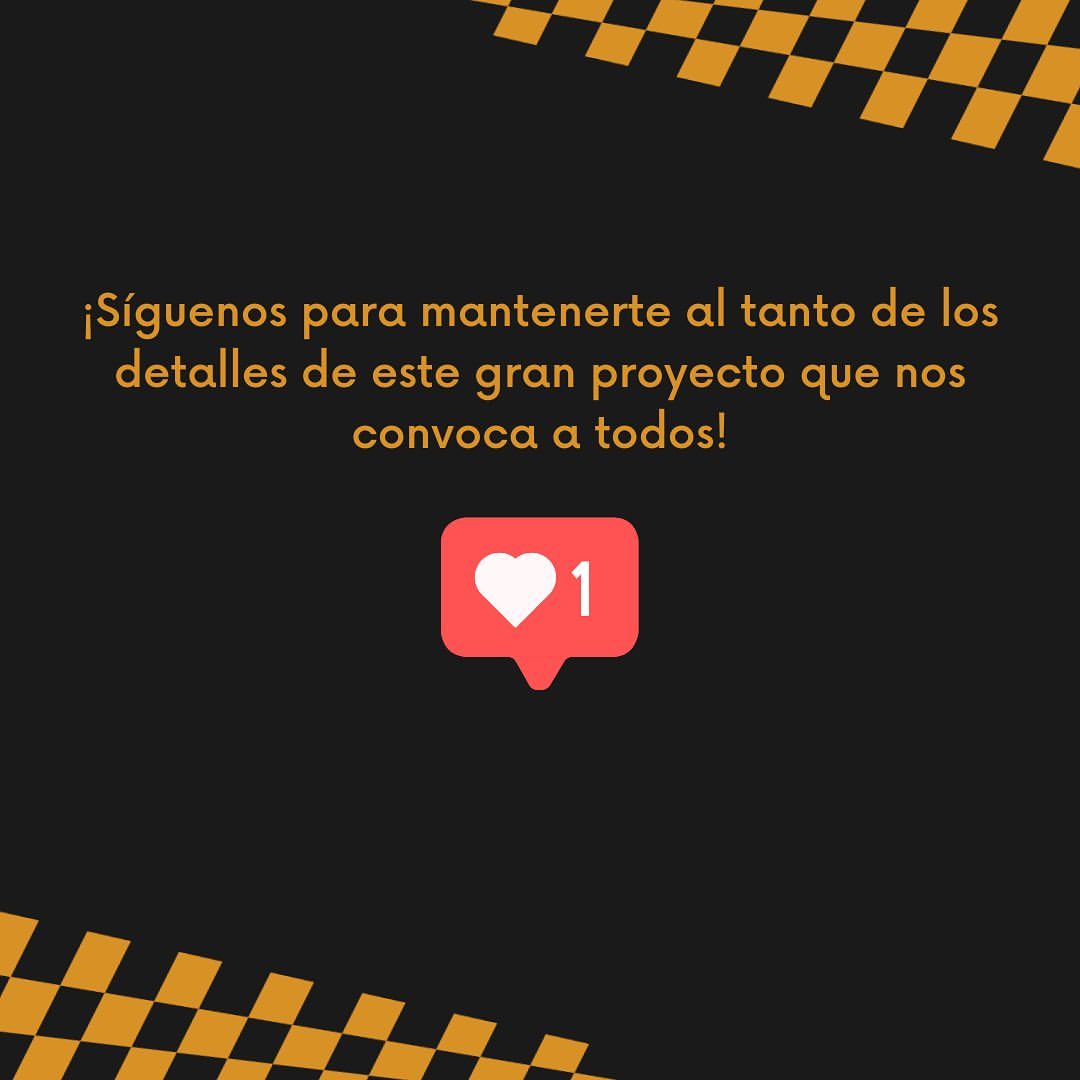 ¡Síguenos para mantenerte al tanto de los
detalles de este gran proyecto que nos
convoca a todos!
1